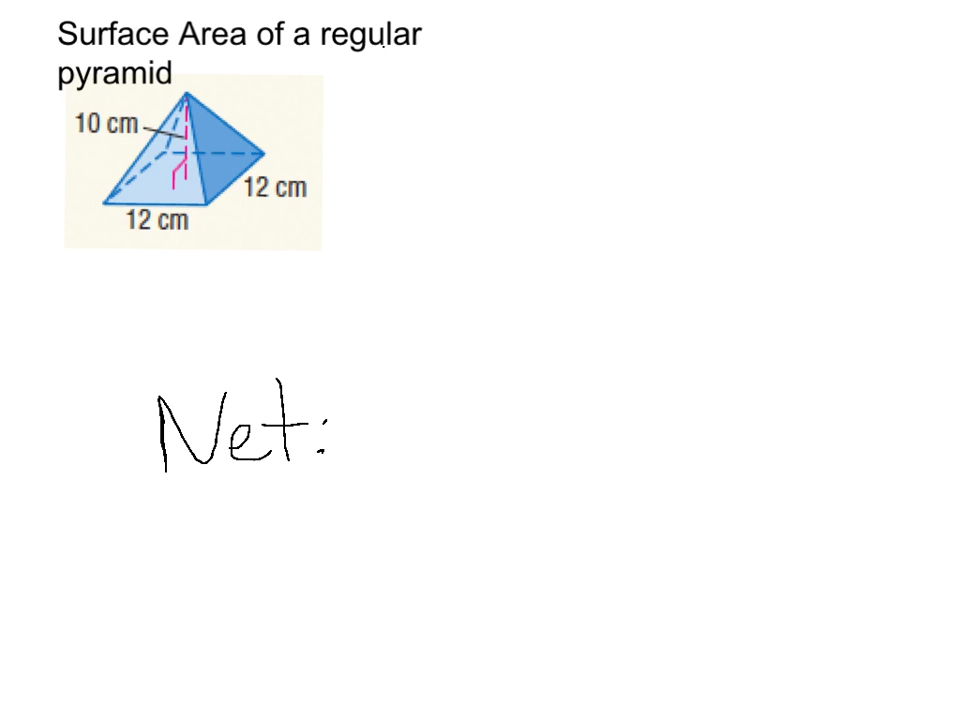 Surface Area of a regular
pyramid
10 cm
12 cm
12 cm
Net: